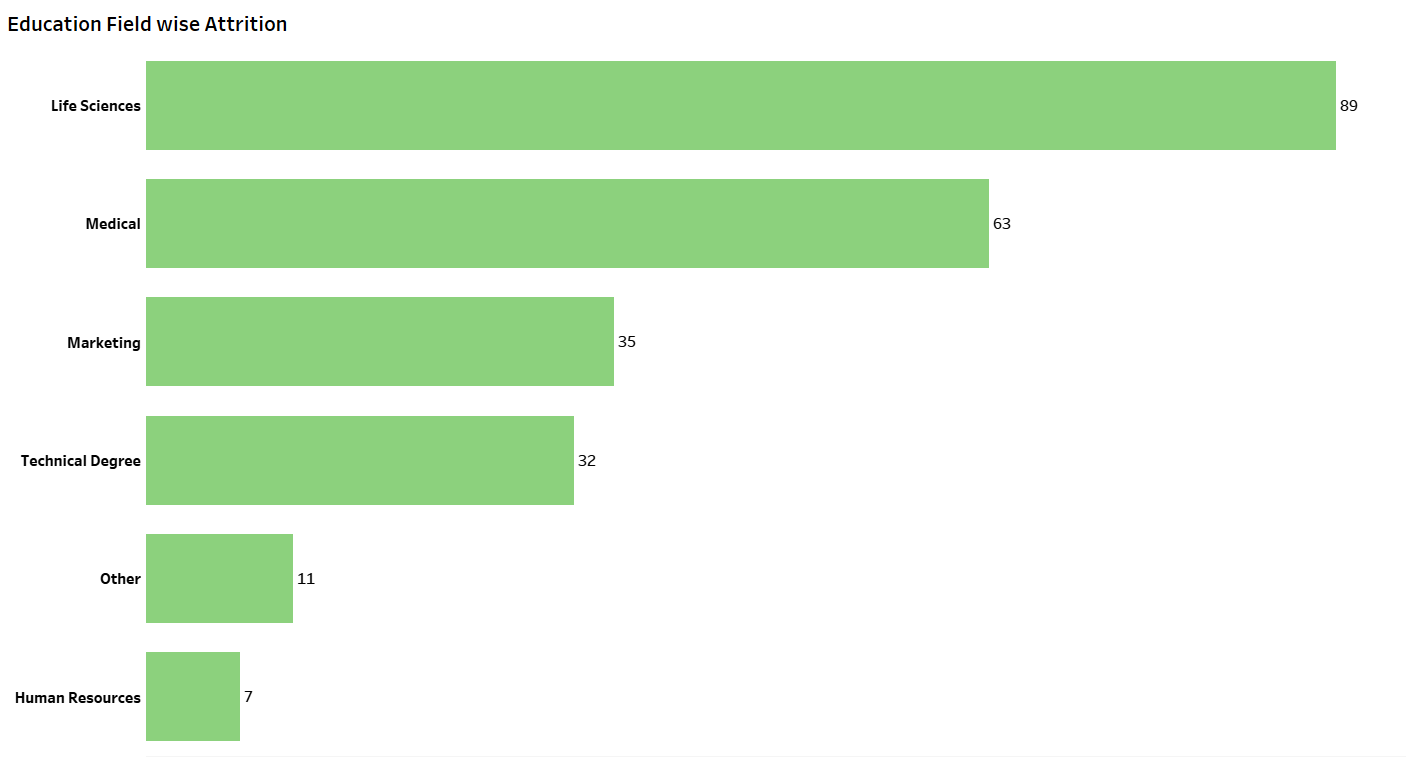 Education Field wise Attrition
Life Sciences 89
Medical 63
Marketing 35
Technical Degree 32
Other 11
Human Resources 7